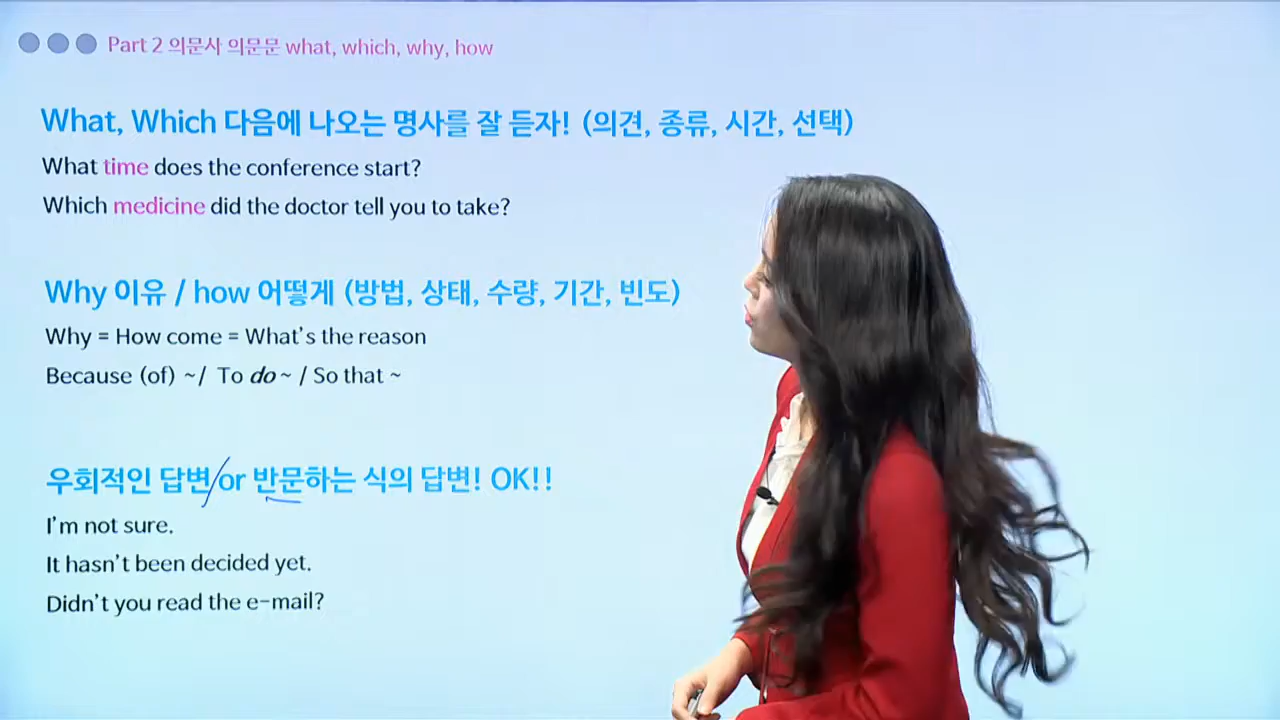 Part 2 의문사 의문문 what, which, why, how
What, Which 다음에 나오는 명사를 잘 듣자! (의견, 종류, 시간, 선택)
What time does the conference start?
Which medicine did the doctor tell you to take?
Why 이유 / how 어떻게 (방법, 상태, 수량, 기간, 빈도)
Why = How come = What's the reason
Because (of) ~/ To do ~ / So that ~
우회적인 답변/or 반문하는 식의 답변! OK!!
I'm not sure.
It hasn't been decided yet.
Didn't you read the e-mail?